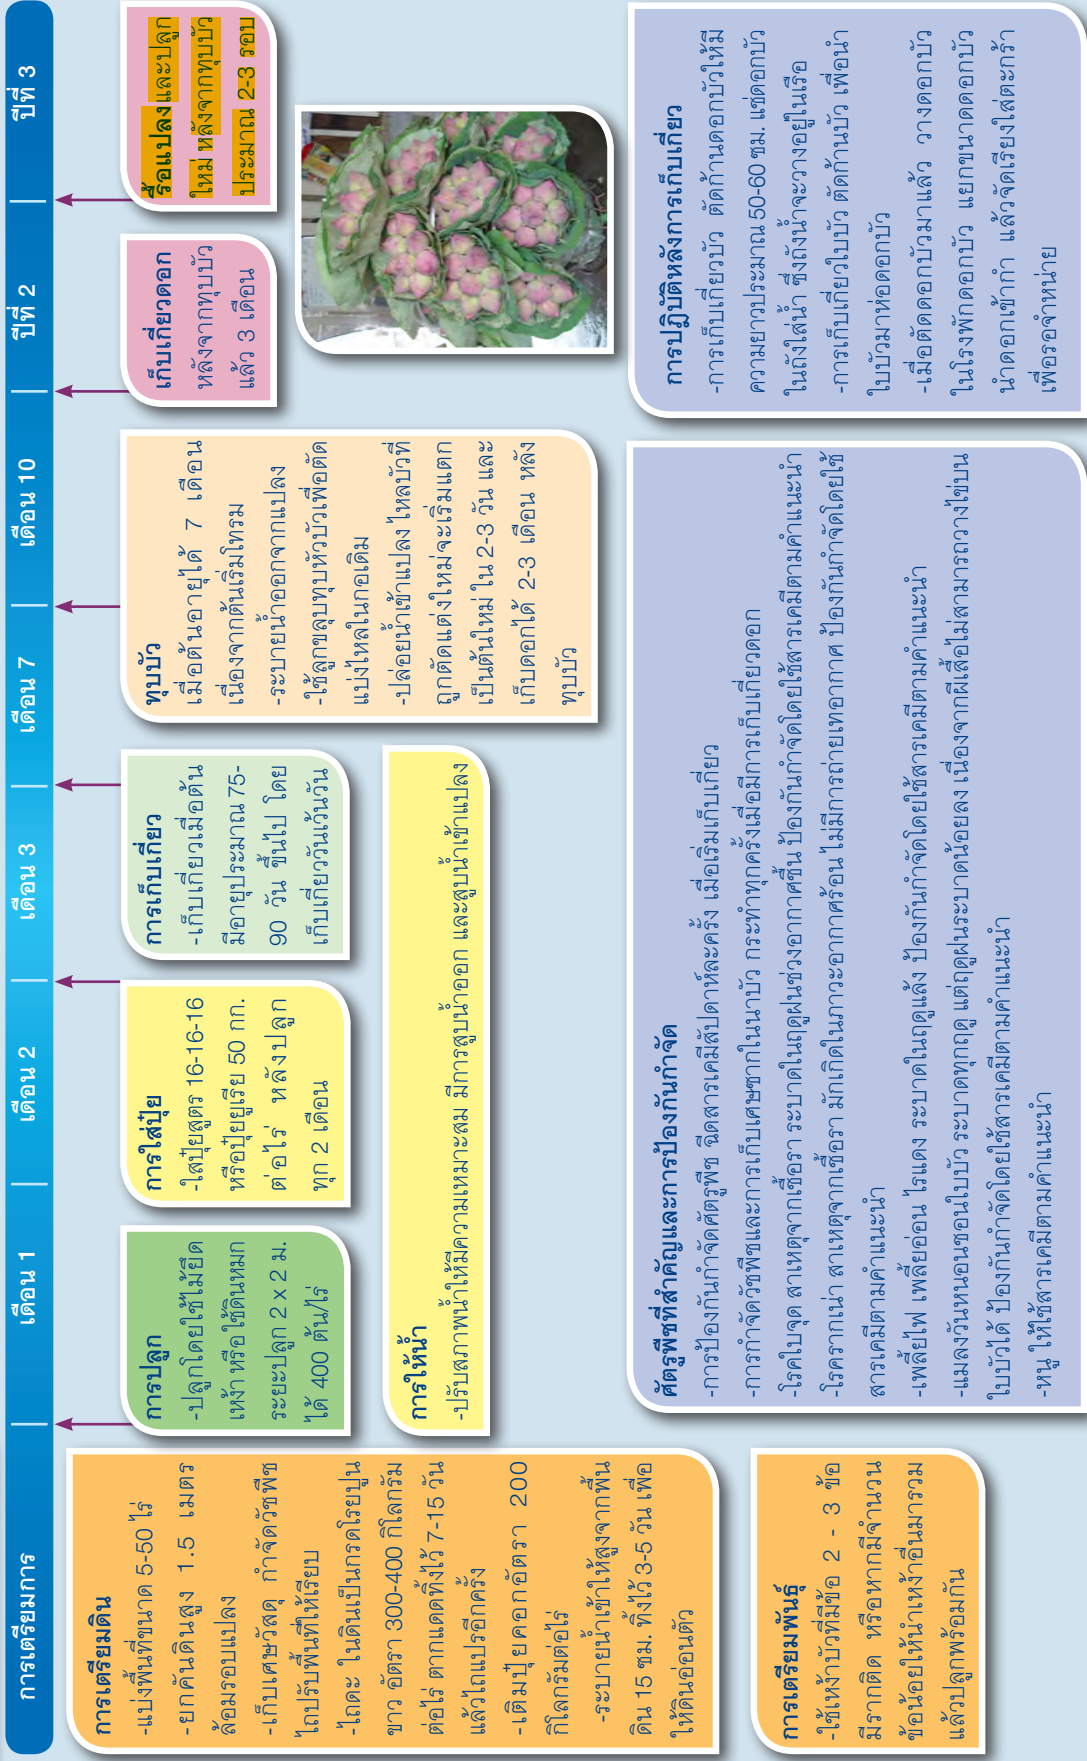 การเตรียมการ
เดือน 1
เดือน 2
เดือน 3
เดือน 7
เดือน 10
ปีที่ 2
ปีที่ 3
การเตรียมดิน
-แบ่งพื้นที่ขนาด 5-50 ไร่
-ยกคันดินสูง 1.5 เมตร
ล้อมรอบแปลง
-เก็บเศษวัสดุ กำจัดวัชพืช
ไถปรับพื้นที่ให้เรียบ
-ไถดะ ในดินเป็นกรดโรยปูน
ขาว อัตรา 300-400 กิโลกรัม
ต่อไร่ ตากแดดทิ้งไว้ 7-15 วัน
แล้วไถแปรอีกครั้ง
-เติมปุ๋ยคอกอัตรา 200
กิโลกรัมต่อไร่
-ระบายน้ำเข้าให้สูงจากพื้น
ดิน 15 ซม. ทิ้งไว้ 3-5 วัน เพื่อ
ให้ดินอ่อนตัว
การเตรียมพันธุ์
-ใช้เหง้าบัวที่มีข้อ 2 - 3 ข้อ
มีรากติด หรือหากมีจำนวน
ข้อน้อยให้นำเหง้าอื่นมารวม
แล้วปลูกพร้อมกัน
การปลูก
-ปลูกโดยใช้ไม้ยึด
เหง้า หรือใช้ดินหมก
ระยะปลูก 2 x 2 ม.
ได้ 400 ต้น/ไร่
การใส่ปุ๋ย
-ใส่ปุ๋ยสูตร 16-16-16
หรือปุ๋ยยูเรีย 50 กก.
ต่อไร่ หลังปลูก
ทุก 2 เดือน
การเก็บเกี่ยว
-เก็บเกี่ยวเมื่อต้น
มีอายุประมาณ 75-
90 วัน ขึ้นไป โดย
เก็บเกี่ยววันเว้นวัน
การให้น้ำ
-ปรับสภาพน้ำให้มีความเหมาะสม มีการสูบน้ำออก และสูบน้ำเข้าแปลง
ทุบบัว
เมื่อต้นอายุได้ 7 เดือน
เนื่องจากต้นเริ่มโทรม
-ระบายน้ำออกจากแปลง
-ใช้ลูกขลุบทุบหัวบัวเพื่อตัด
แบ่งไหลในกอเดิม
-ปล่อยน้ำเข้าแปลง ไหลบัวที่
ถูกตัดแต่งใหม่จะเริ่มแตก
เป็นต้นใหม่ ใน 2-3 วัน และ
เก็บดอกได้ 2-3 เดือน หลัง
ทุบบัว
เก็บเกี่ยวดอก
หลังจากทุบบัว
แล้ว 3 เดือน
รื้อแปลงและปลูก
ใหม่ หลังจากทุบบัว
ประมาณ 2-3 รอบ
ศัตรูพืชที่สำคัญและการป้องกันกำจัด
-การป้องกันกำจัดศัตรูพืช ฉีดสารเคมีสัปดาห์ละครั้ง เมื่อเริ่มเก็บเกี่ยว
-การกำจัดวัชพืชและการเก็บเศษซากในนาบัว กระทำทุกครั้งเมื่อมีการเก็บเกี่ยวดอก
-โรคใบจุด สาเหตุจากเชื้อรา ระบาดในฤดูฝนช่วงอากาศชื้น ป้องกันกำจัดโดยใช้สารเคมีตามคำแนะนำ
-โรครากเน่า สาเหตุจากเชื้อรา มักเกิดในภาวะอากาศร้อน ไม่มีการถ่ายเทอากาศ ป้องกันกำจัดโดยใช้
สารเคมีตามคำแนะนำ
-เพลี้ยไฟ เพลี้ยอ่อน ไรแดง ระบาดในฤดูแล้ง ป้องกันกำจัดโดยใช้สารเคมีตามคำแนะนำ
-แมลงวันหนอนชอนใบบัว ระบาดทุกฤดู แต่ฤดูฝนระบาดน้อยลง เนื่องจากผีเสื้อไม่สามารถวางไข่บน
ใบบัวได้ ป้องกันกำจัดโดยใช้สารเคมีตามคำแนะนำ
-หนู ให้ใช้สารเคมีตามคำแนะนำ
การปฏิบัติหลังการเก็บเกี่ยว
-การเก็บเกี่ยวบัว ตัดก้านดอกบัวให้มี
ความยาวประมาณ 50-60 ซม. แช่ดอกบัว
ในถังใส่น้ำ ซึ่งถังน้ำจะวางอยู่ในเรือ
-การเก็บเกี่ยวใบบัว ตัดก้านบัว เพื่อนำ
ใบบัวมาห่อดอกบัว
-เมื่อตัดดอกบัวมาแล้ว วางดอกบัว
ในโรงพักดอกบัว แยกขนาดดอกบัว
นำดอกเข้ากำ แล้วจัดเรียงใส่ตะกร้า
เพื่อรอจำหน่าย